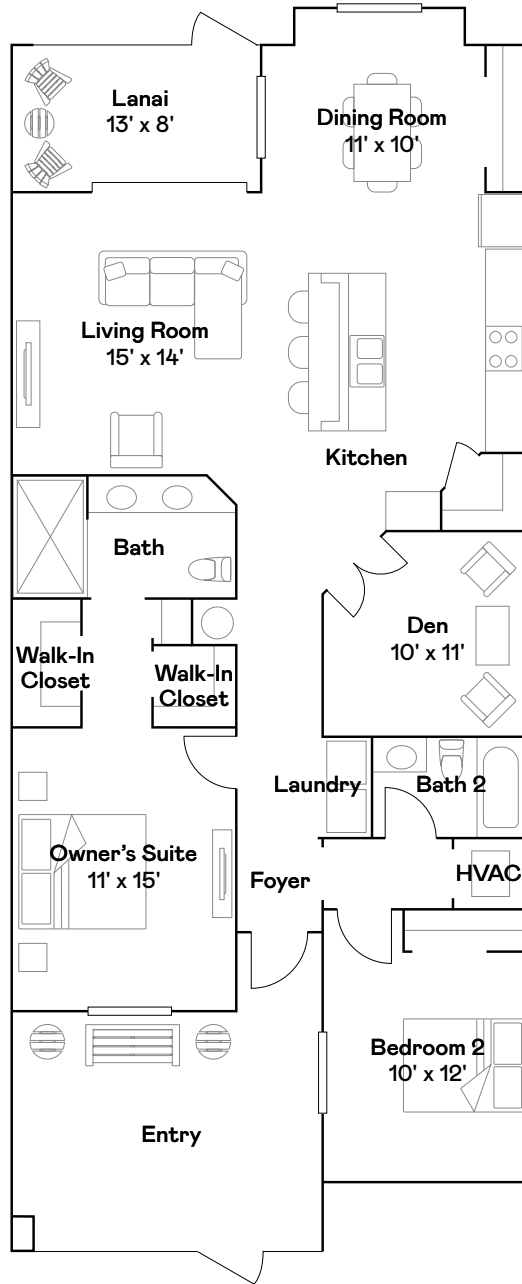 Lanai
13' x 8'
Dining Room
11' x 10'
Living Room
15' x 14'
Kitchen
Bath
Den
10' x 11'
Walk-In
Closet
Walk-In
Closet
Laundry
Bath 2
Owner's Suite
11' x 15'
Foyer
HVAC
Bedroom 2
10' x 12'
Entry